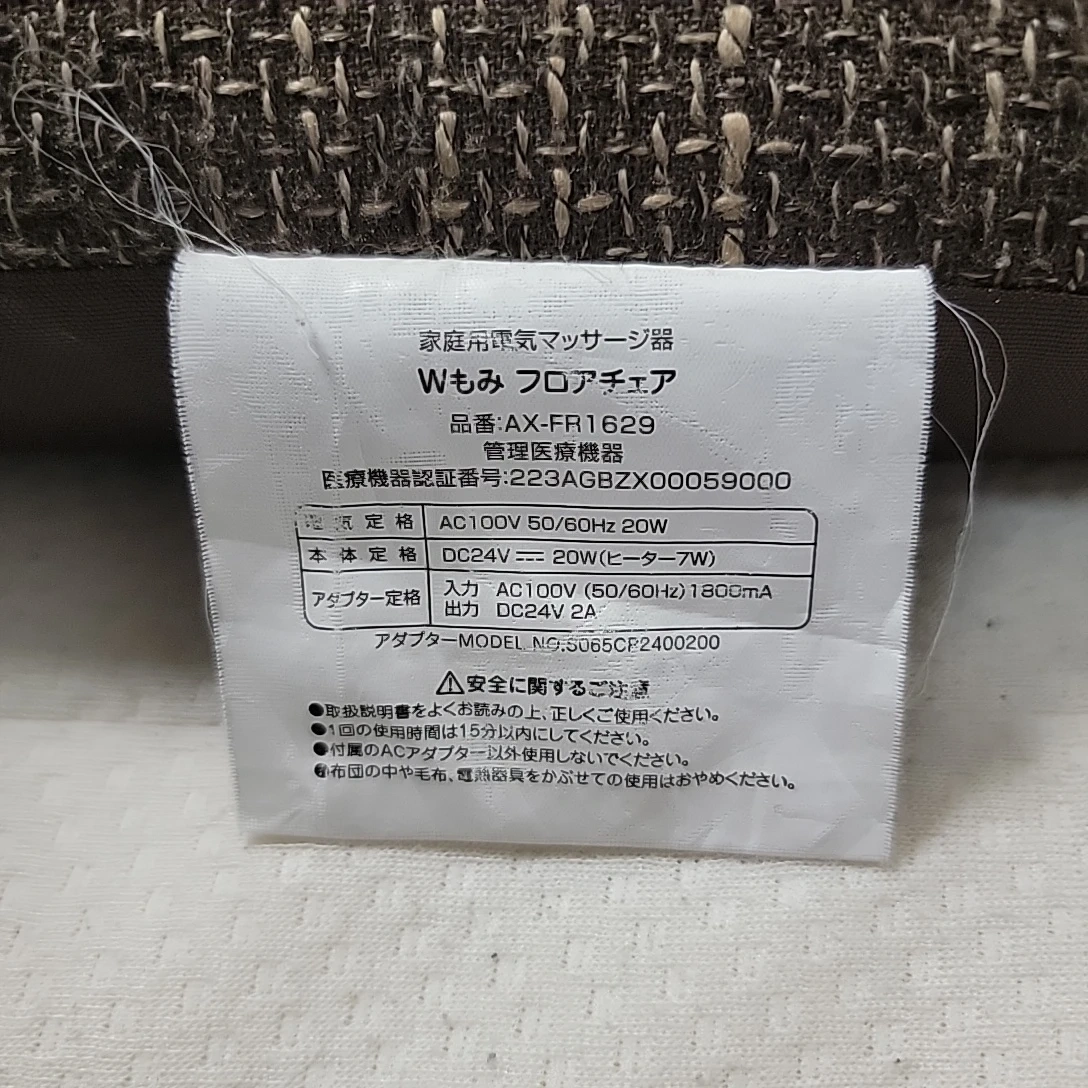 家庭用電気マッサージ器
Wもみ フロアチェア
品番:AX-FR1629
管理医療機器
医療機器認証番号:223AGBZX00059000
電気定格 AC100V 50/60Hz 20W
本体定格 DC24V ⎓ 20W(ヒーター7W)
アダプター定格 入力 AC100V (50/60Hz)1800mA
出力 DC24V 2A
アダプターMODEL NO.S065CP2400200
⚠安全に関するご注意
●取扱説明書をよくお読みの上、正しくご使用ください。
●1回の使用時間は15分以内にしてください。
●付属のACアダプター以外使用しないでください。
●布団の中や毛布、電熱器具をかぶせての使用はおやめください。